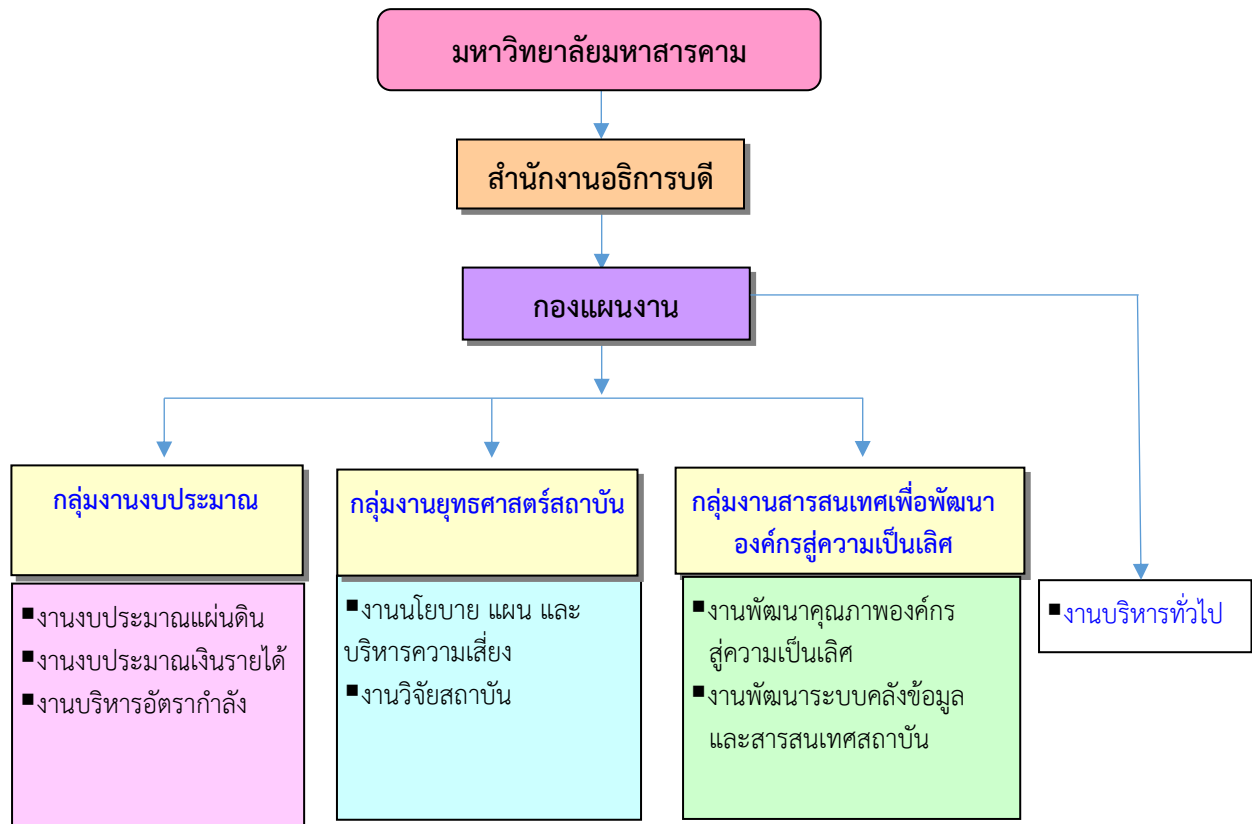 มหาวิทยาลัยมหาสารคาม
สำนักงานอธิการบดี
กองแผนงาน
กลุ่มงานงบประมาณ
■งานงบประมาณแผ่นดิน
■งานงบประมาณเงินรายได้
■งานบริหารอัตรากำลัง
กลุ่มงานยุทธศาสตร์สถาบัน
■งานนโยบาย แผน และ
บริหารความเสี่ยง
■งานวิจัยสถาบัน
กลุ่มงานสารสนเทศเพื่อพัฒนา
องค์กรสู่ความเป็นเลิศ
■งานพัฒนาคุณภาพองค์กร
สู่ความเป็นเลิศ
■งานพัฒนาระบบคลังข้อมูล
และสารสนเทศสถาบัน
■งานบริหารทั่วไป